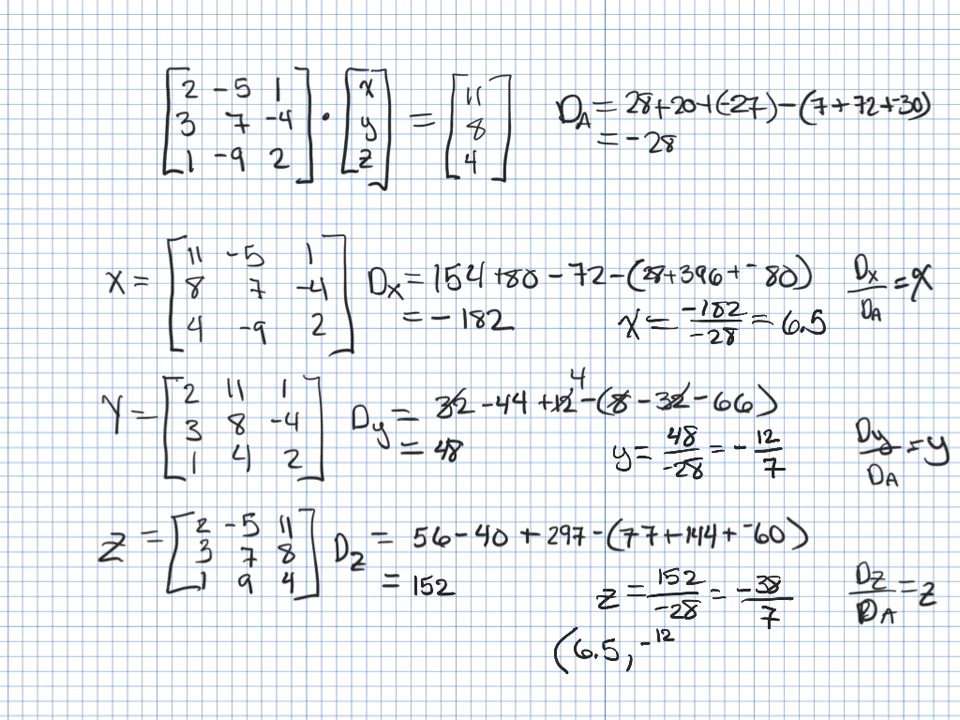 [2 -5 1] [x] [11] D_A = 28+20+(-27) - (7+72+30)
[3 7 -4] • [y] = [8] = -28
[1 -9 2] [z] [4]
X = [11 -5 1] D_x = 154+80-72-(28+396+-80) D_x/D_A = x
[8 7 -4] = -182 x = -182/-28 = 6.5
[4 -9 2]
Y = [2 11 1] D_y = 32-44+12 4-(8-32-66)
[3 8 -4] = 48 y = 48/-28 = -12/7 D_y/D_A = y
[1 4 2]
Z = [2 -5 11] D_z = 56-40+297-(77+144+-60)
[3 7 8] = 152 z = 152/-28 = -38/7 D_z/D_A = z
[1 9 4]
(6.5, -12